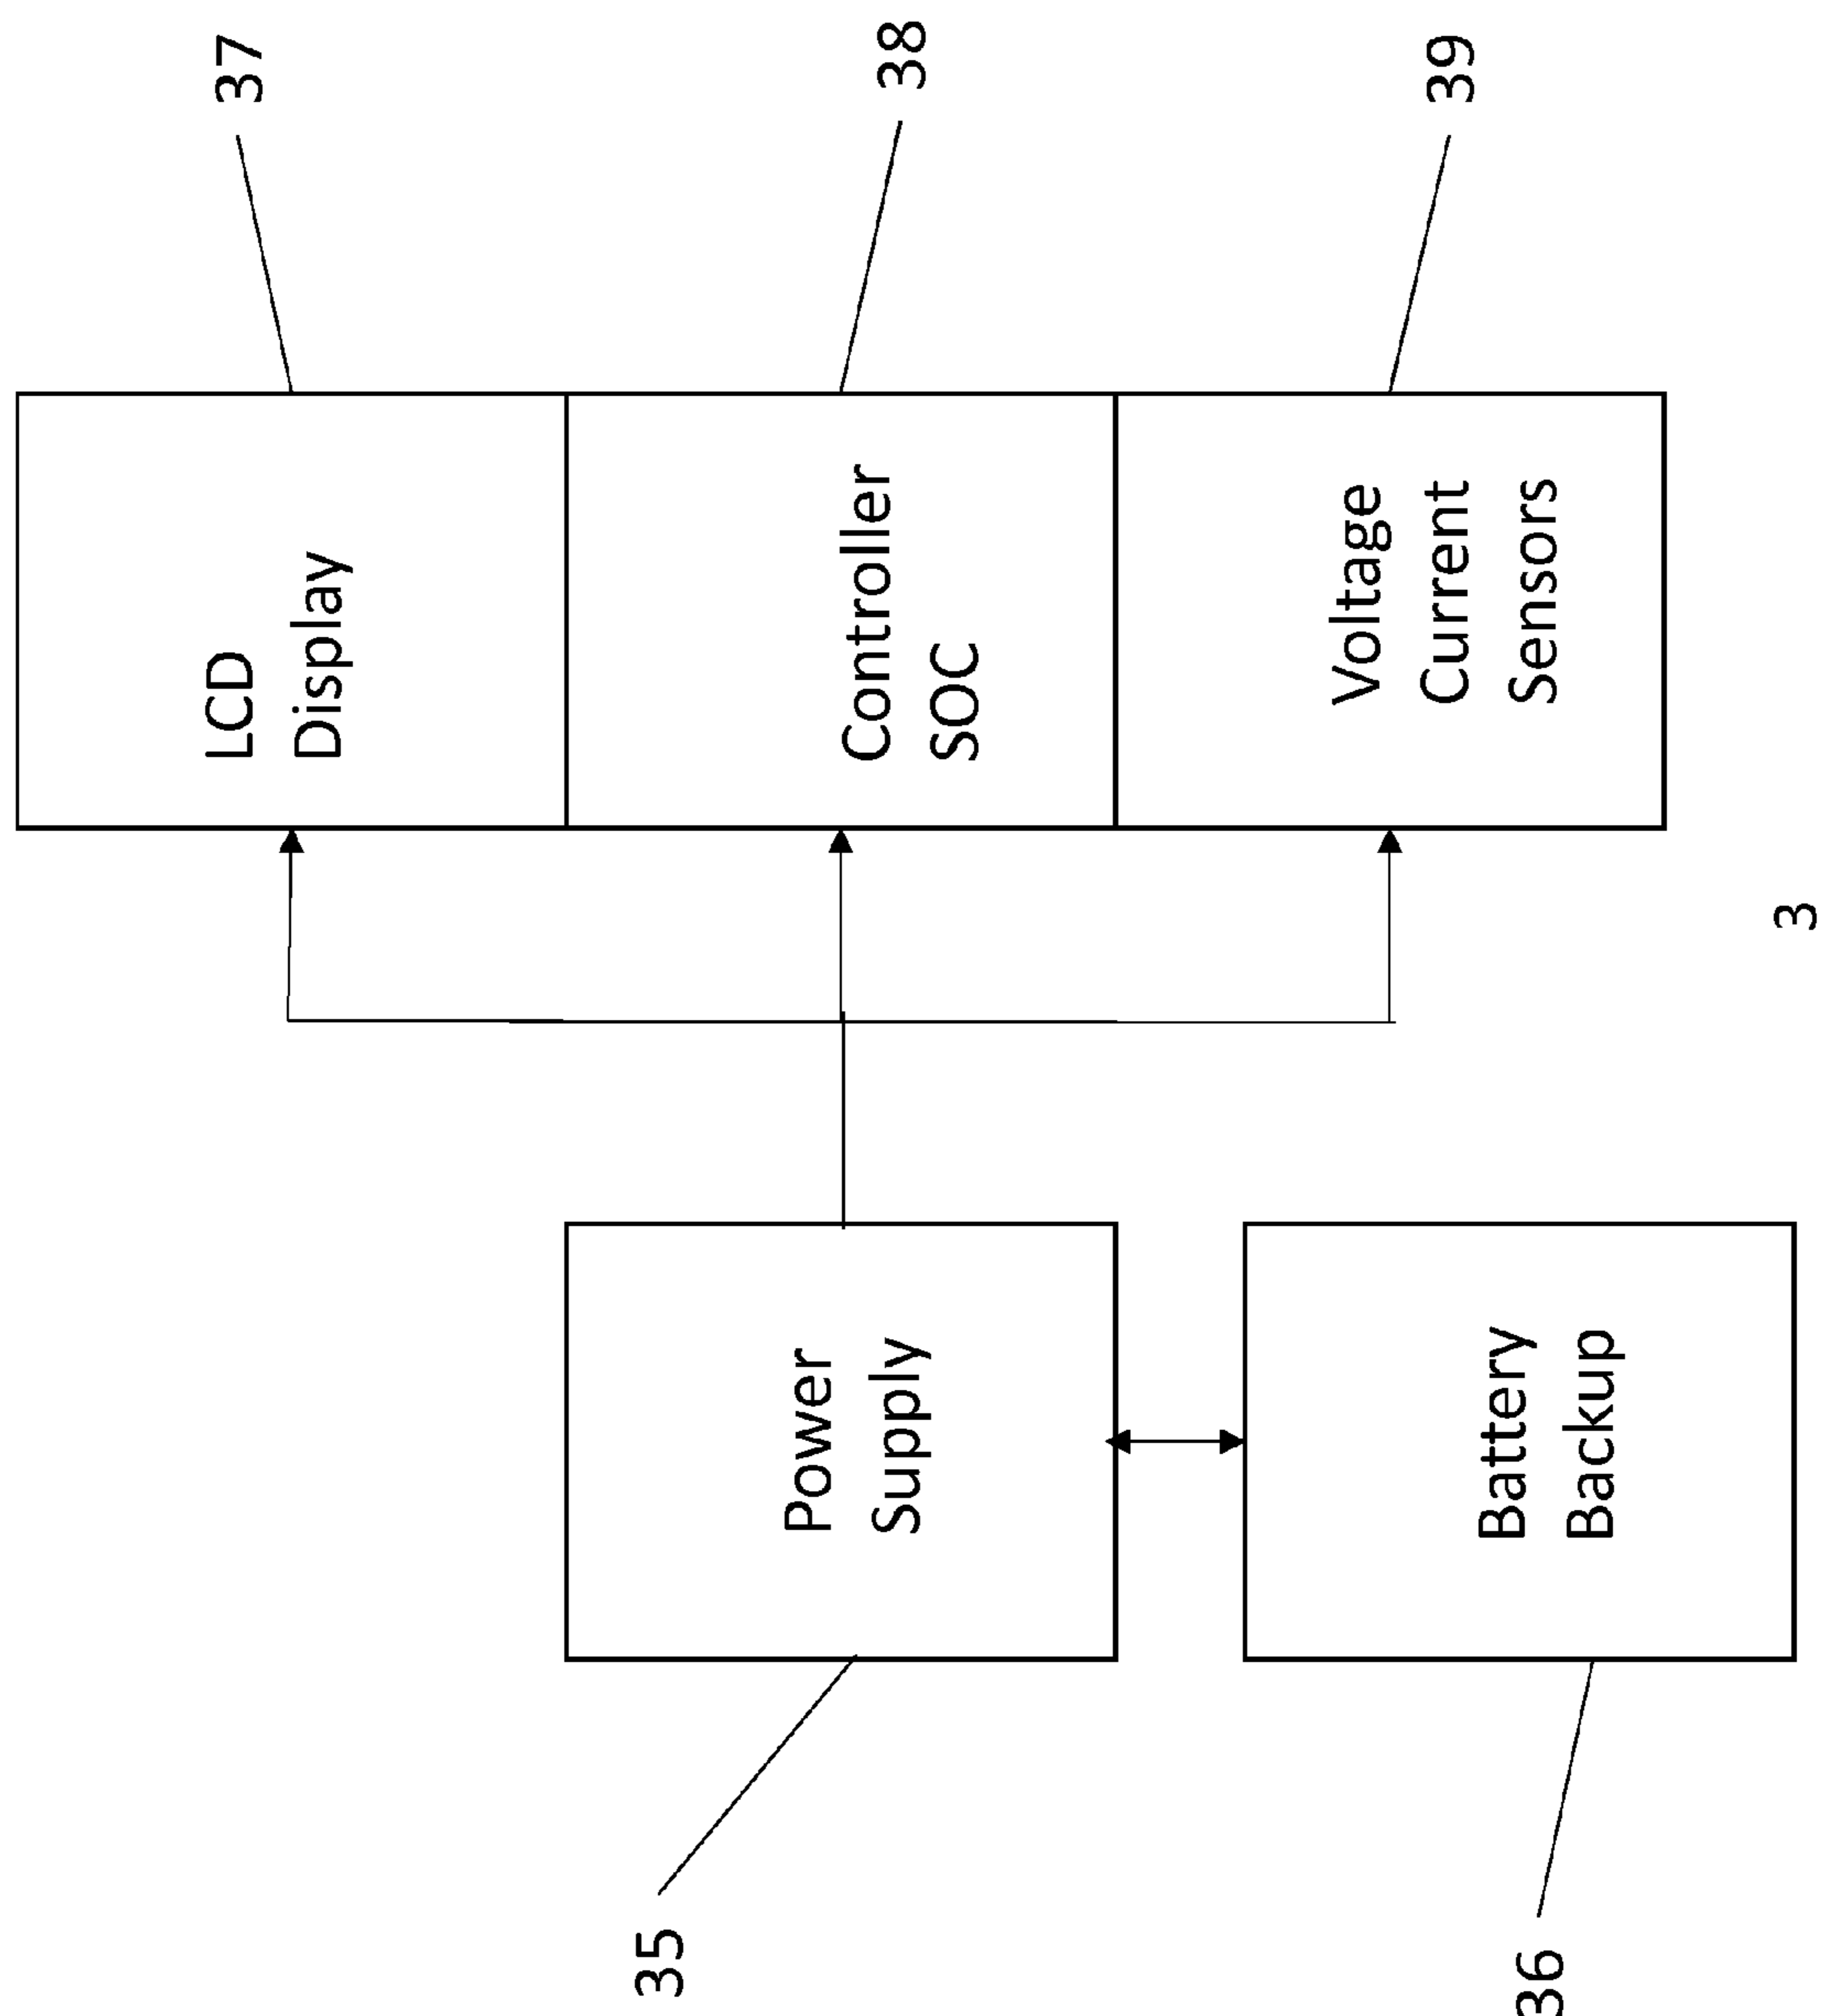 37
LCD
Display
38
Controller
SOC
39
Voltage
Current
Sensors
35
Power
Supply
36
Battery
Backup
3